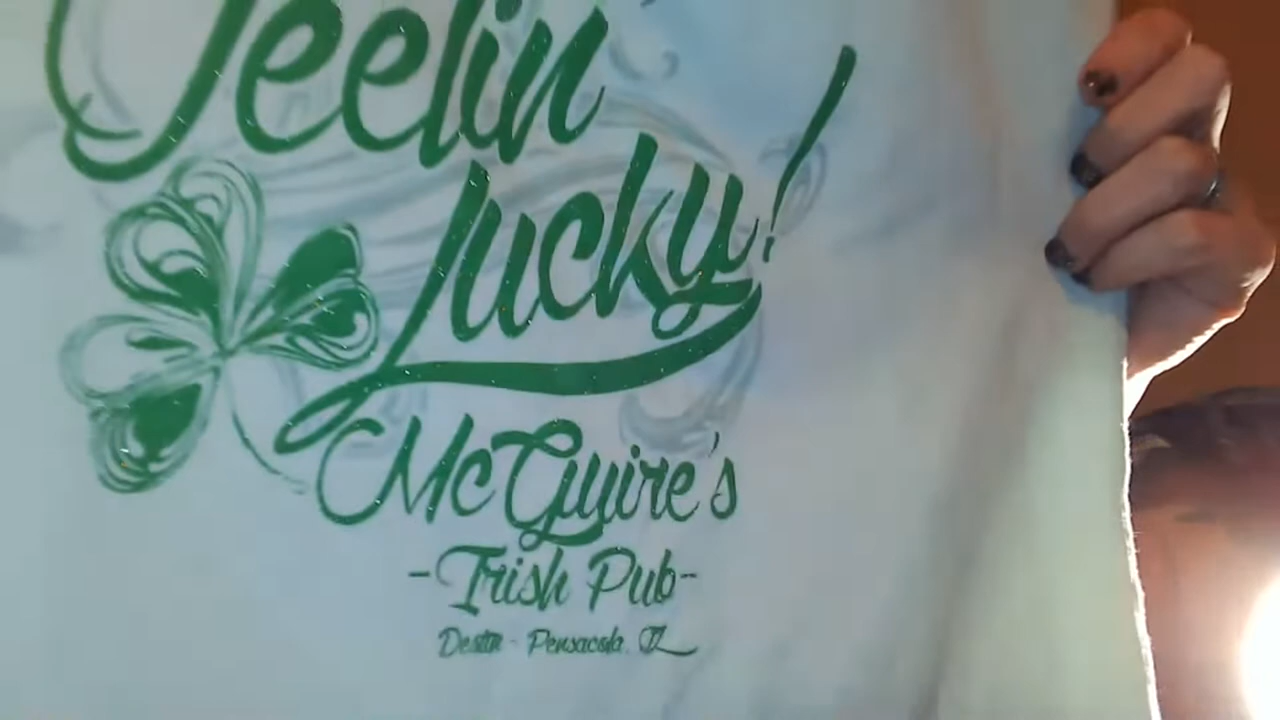 Feelin'
Lucky!
McGuire's
-Irish Pub-
Destin - Pensacola, FL